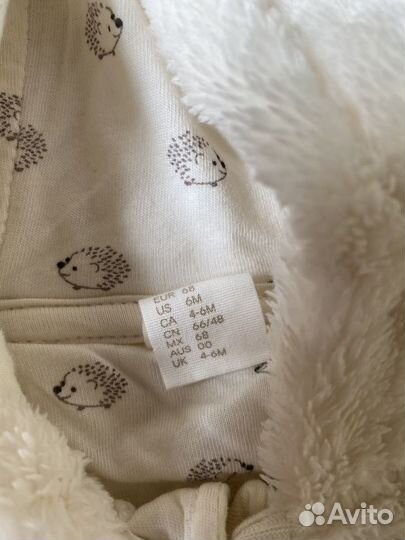 EUR 68
US 6M
CA 4-6M
CN 66/48
MX 68
AUS 00
UK 4-6M
Avito